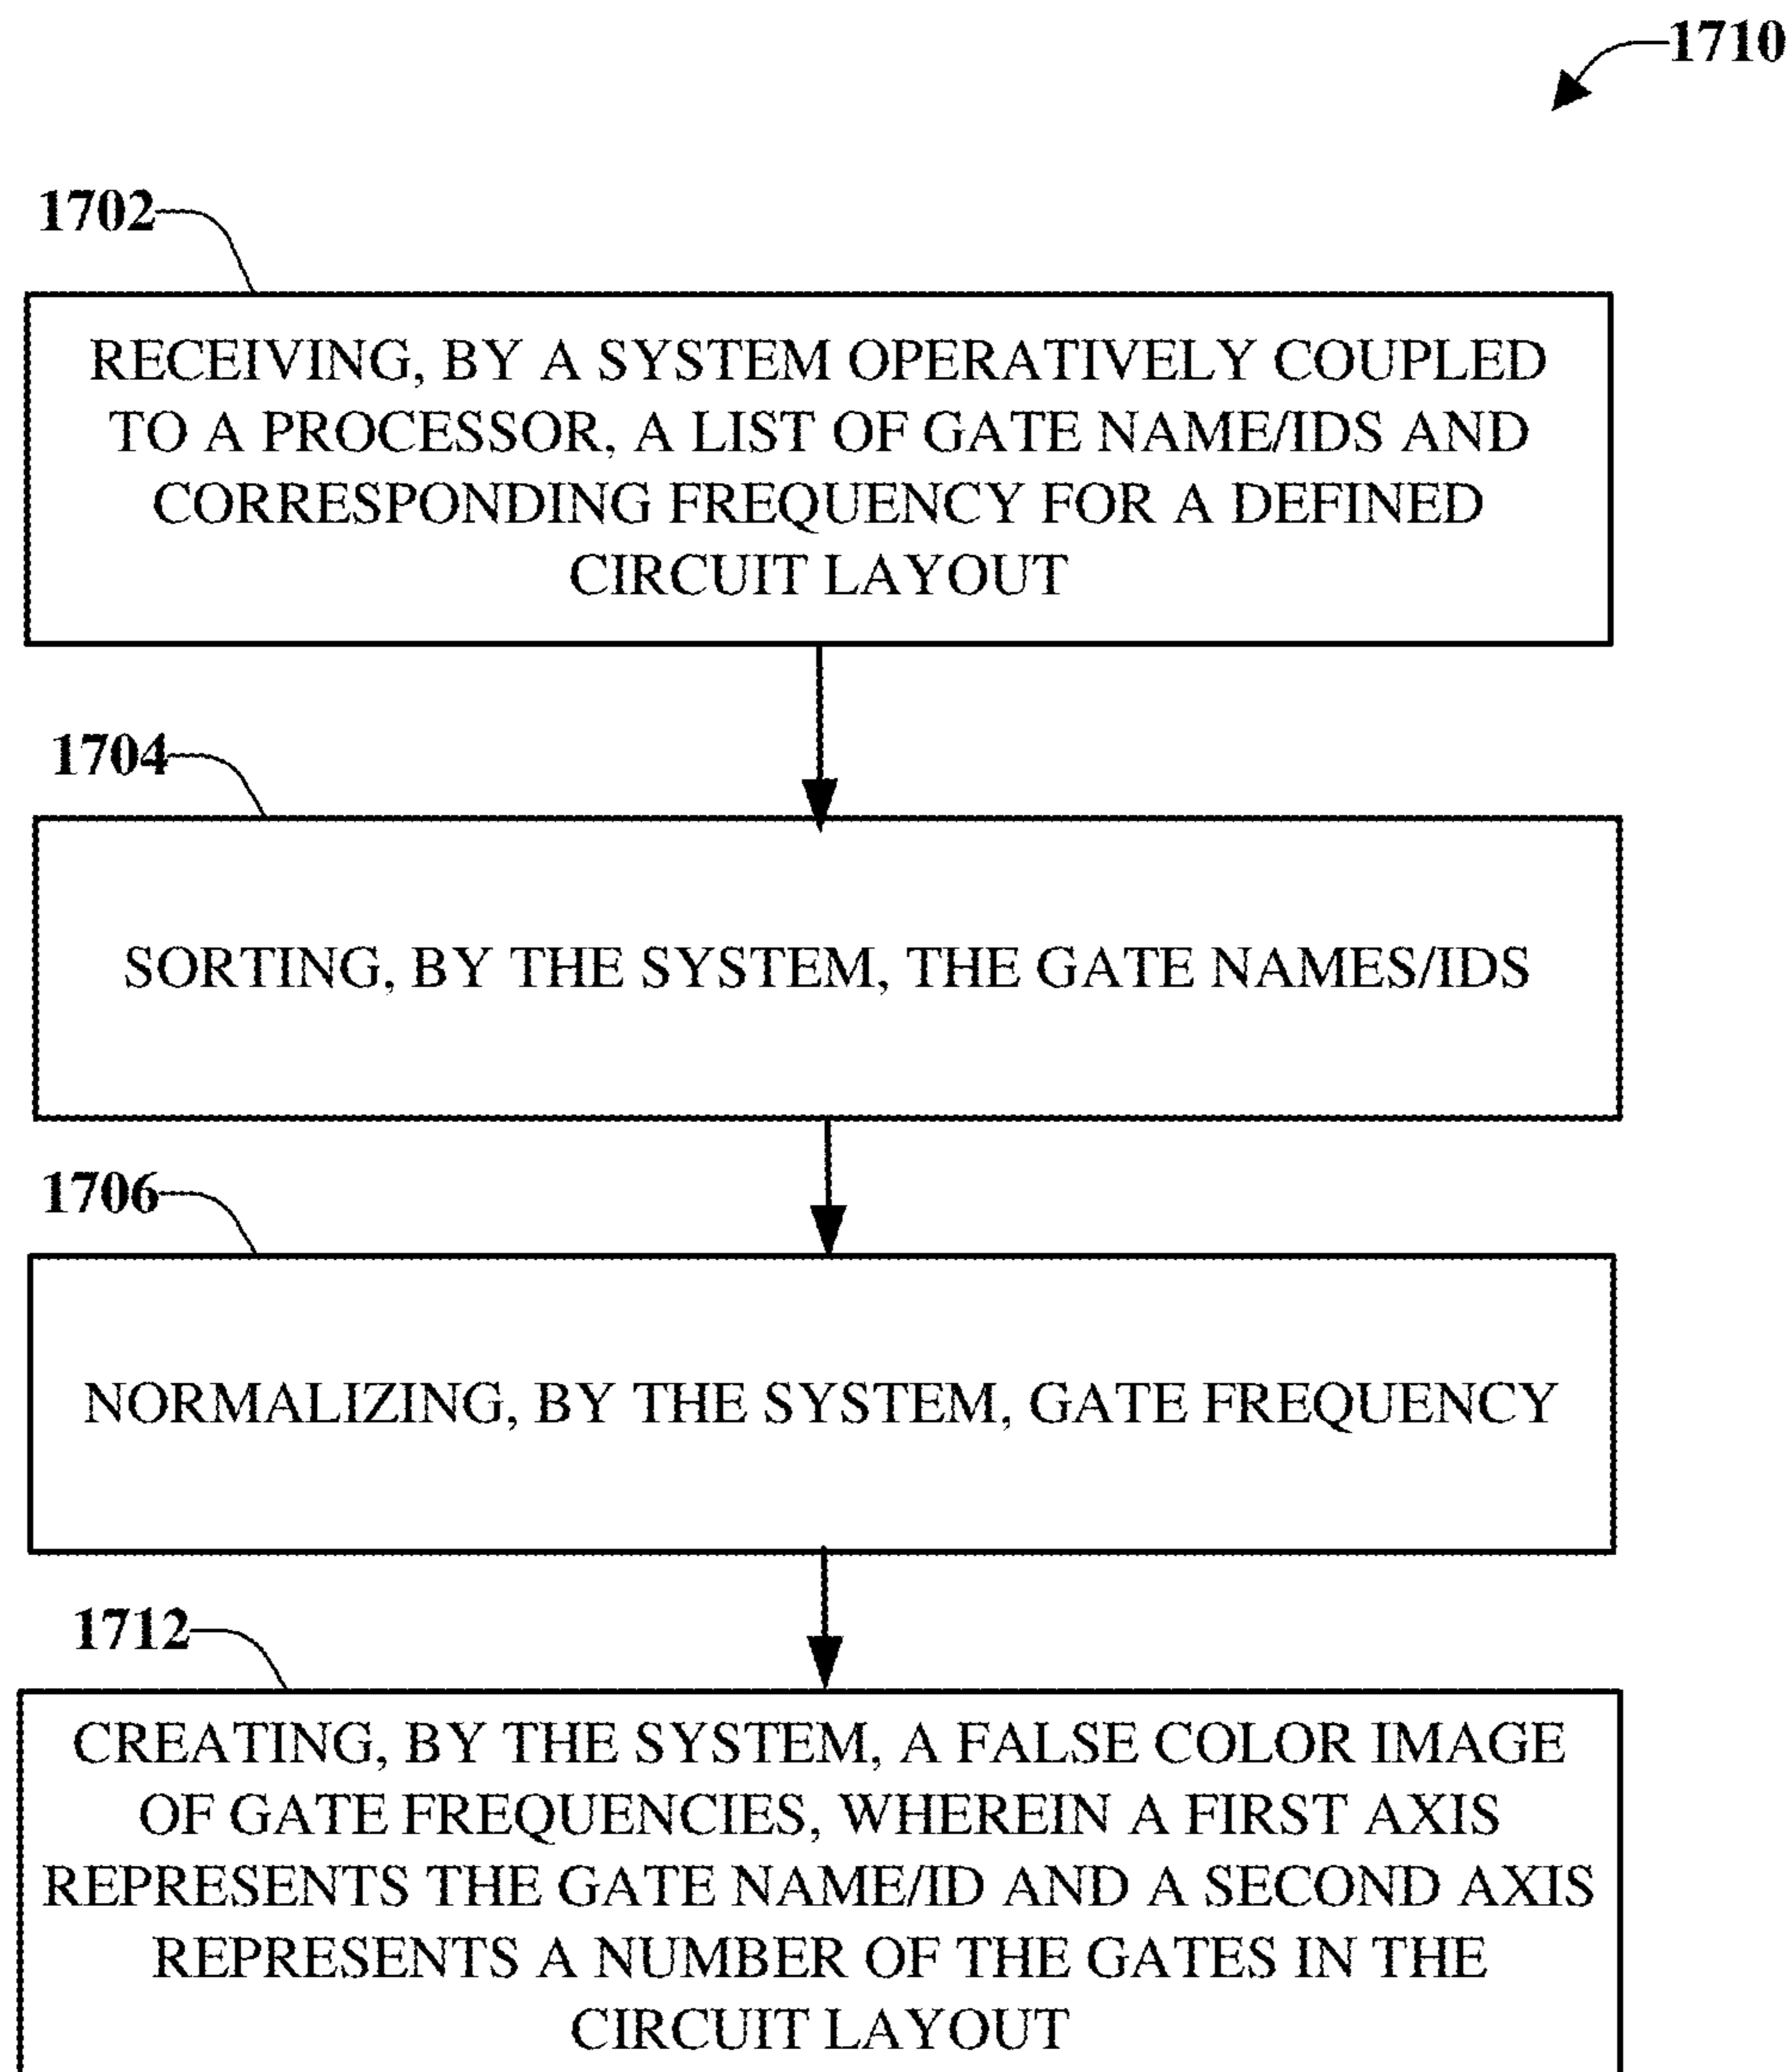 1710
1702
RECEIVING, BY A SYSTEM OPERATIVELY COUPLED
TO A PROCESSOR, A LIST OF GATE NAME/IDS AND
CORRESPONDING FREQUENCY FOR A DEFINED
CIRCUIT LAYOUT
1704
SORTING, BY THE SYSTEM, THE GATE NAMES/IDS
1706
NORMALIZING, BY THE SYSTEM, GATE FREQUENCY
1712
CREATING, BY THE SYSTEM, A FALSE COLOR IMAGE
OF GATE FREQUENCIES, WHEREIN A FIRST AXIS
REPRESENTS THE GATE NAME/ID AND A SECOND AXIS
REPRESENTS A NUMBER OF THE GATES IN THE
CIRCUIT LAYOUT